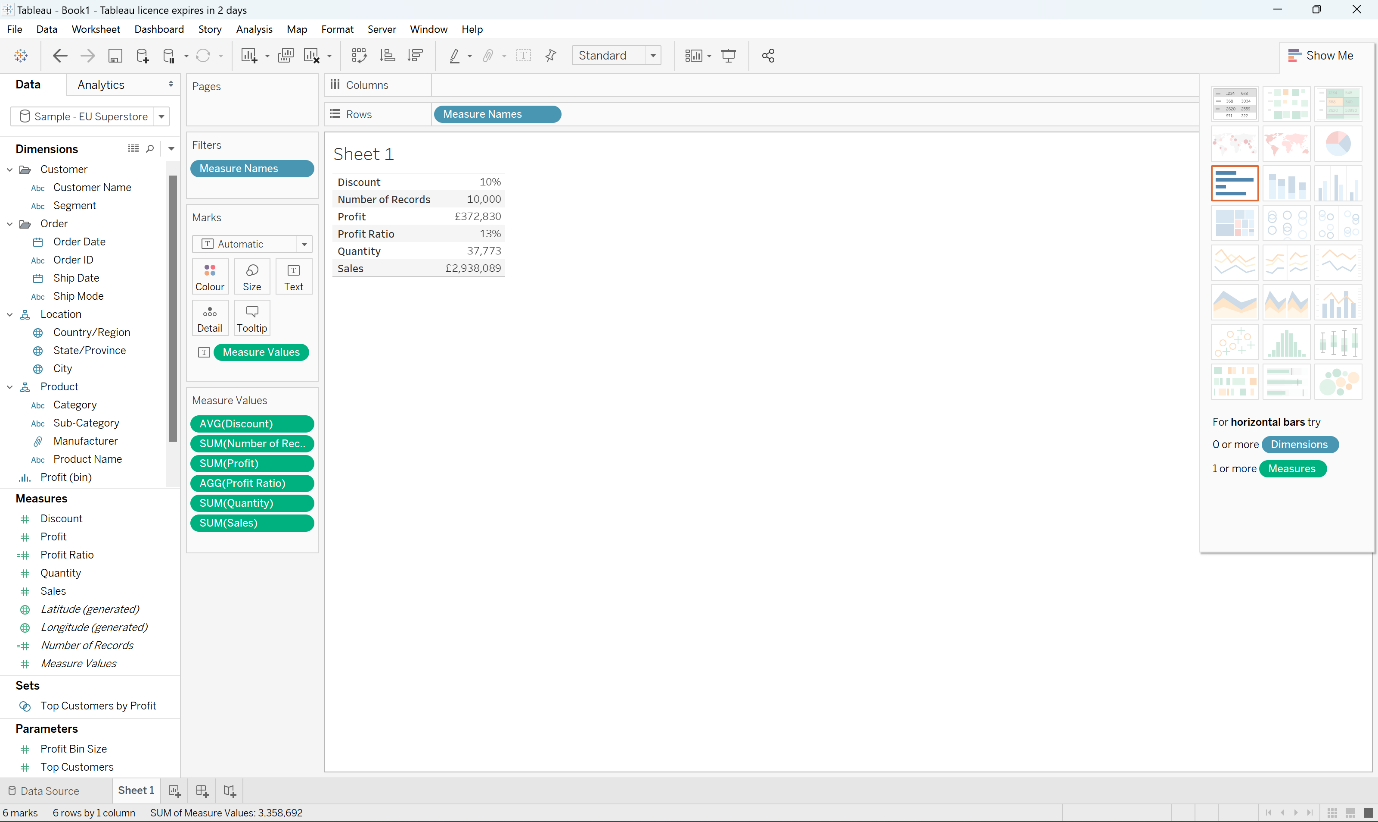 Tableau - Book1 - Tableau licence expires in 2 days
File Data Worksheet Dashboard Story Analysis Map Format Server Window Help
Standard
Show Me
Data Analytics
Sample - EU Superstore
Dimensions
Customer
Abc Customer Name
Abc Segment
Order
Order Date
Abc Order ID
Ship Date
Abc Ship Mode
Location
Country/Region
State/Province
City
Product
Abc Category
Abc Sub-Category
Manufacturer
Abc Product Name
Profit (bin)
Measures
# Discount
# Profit
=# Profit Ratio
# Quantity
# Sales
Latitude (generated)
Longitude (generated)
=# Number of Records
# Measure Values
Sets
Top Customers by Profit
Parameters
# Profit Bin Size
# Top Customers
Pages
Filters
Measure Names
Marks
T Automatic
Colour Size Text
Detail Tooltip
T Measure Values
Measure Values
AVG(Discount)
SUM(Number of Rec..
SUM(Profit)
AGG(Profit Ratio)
SUM(Quantity)
SUM(Sales)
Columns
Rows Measure Names
Sheet 1
Discount 10%
Number of Records 10,000
Profit £372,830
Profit Ratio 13%
Quantity 37,773
Sales £2,938,089
For horizontal bars try
0 or more Dimensions
1 or more Measures
Data Source Sheet 1
6 marks 6 rows by 1 column SUM of Measure Values: 3.358,692